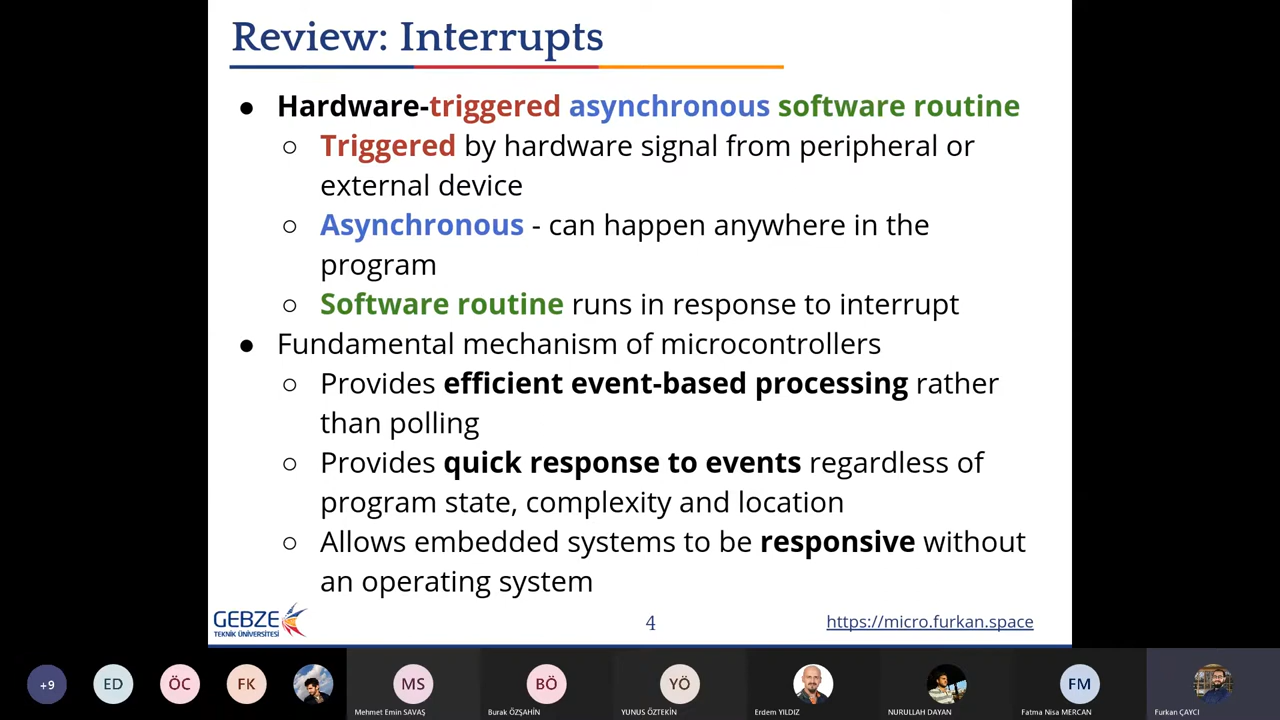 Review: Interrupts
● Hardware-triggered asynchronous software routine
○ Triggered by hardware signal from peripheral or
external device
○ Asynchronous - can happen anywhere in the
program
○ Software routine runs in response to interrupt
● Fundamental mechanism of microcontrollers
○ Provides efficient event-based processing rather
than polling
○ Provides quick response to events regardless of
program state, complexity and location
○ Allows embedded systems to be responsive without
an operating system
GEBZE
TEKNİK ÜNİVERSİTESİ
4
https://micro.furkan.space
+9
ED
ÖC
FK
MS
BÖ
YÖ
FM
Mehmet Emin SAVAŞ
Burak ÖZŞAHİN
YUNUS ÖZTEKİN
Erdem YILDIZ
NURULLAH DAYAN
Fatma Nisa MERCAN
Furkan ÇAYCI